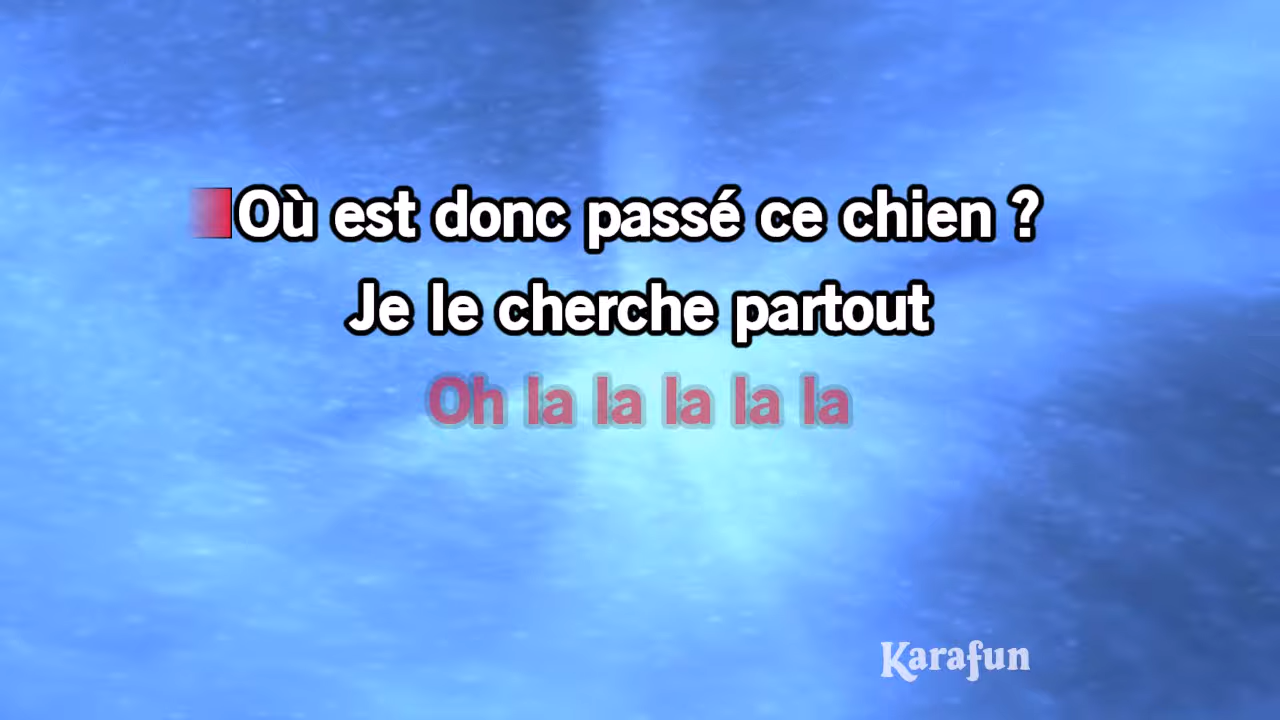 Où est donc passé ce chien ?
Je le cherche partout
Oh la la la la la
Karafun